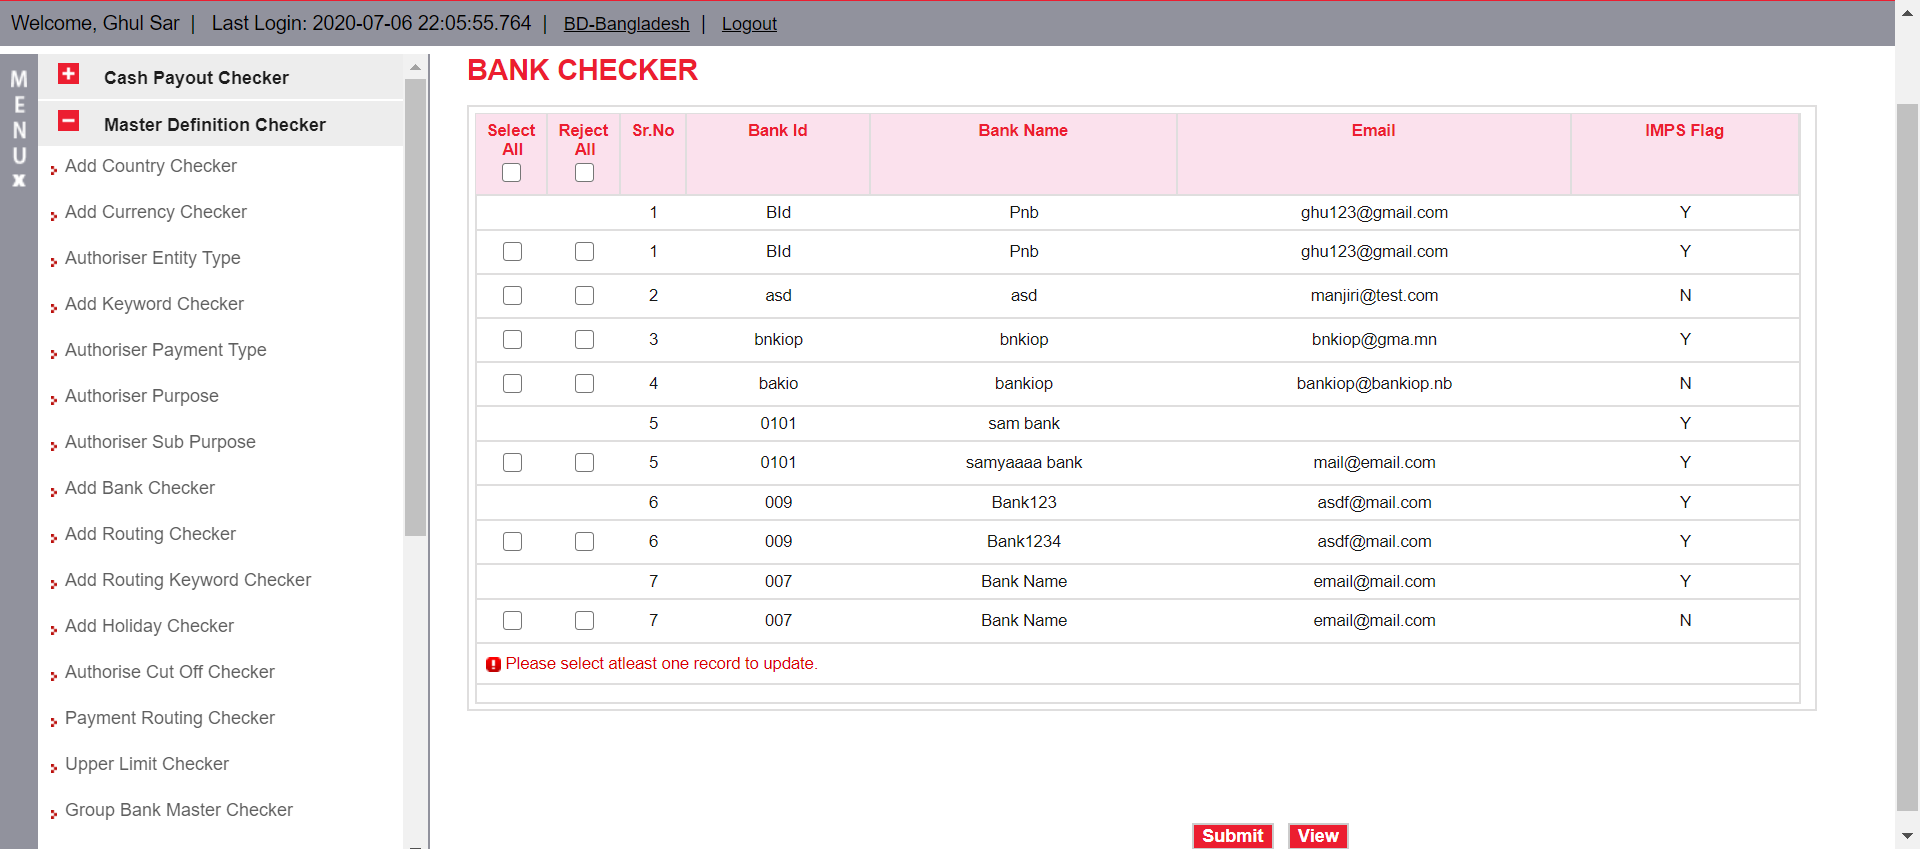 Welcome, Ghul Sar | Last Login: 2020-07-06 22:05:55.764 | BD-Bangladesh | Logout
MENU X
Cash Payout Checker
Master Definition Checker
Add Country Checker
Add Currency Checker
Authoriser Entity Type
Add Keyword Checker
Authoriser Payment Type
Authoriser Purpose
Authoriser Sub Purpose
Add Bank Checker
Add Routing Checker
Add Routing Keyword Checker
Add Holiday Checker
Authorise Cut Off Checker
Payment Routing Checker
Upper Limit Checker
Group Bank Master Checker
BANK CHECKER
Select All Reject All Sr.No Bank Id Bank Name Email IMPS Flag
1 BId Pnb ghu123@gmail.com Y
1 BId Pnb ghu123@gmail.com Y
2 asd asd manjiri@test.com N
3 bnkiop bnkiop bnkiop@gma.mn Y
4 bakio bankiop bankiop@bankiop.nb N
5 0101 sam bank Y
5 0101 samyaaaa bank mail@email.com Y
6 009 Bank123 asdf@mail.com Y
6 009 Bank1234 asdf@mail.com Y
7 007 Bank Name email@mail.com Y
7 007 Bank Name email@mail.com N
Please select atleast one record to update.
Submit View